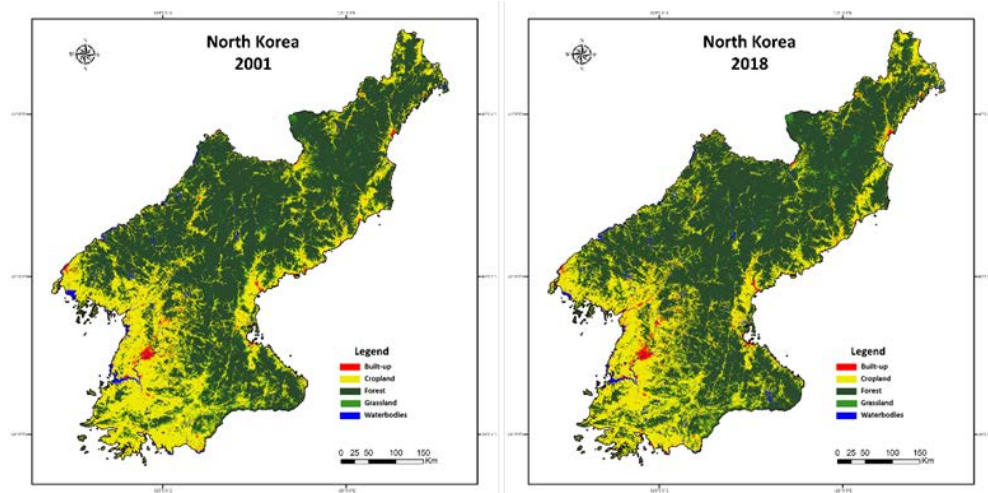 North Korea
2001
Legend
Built-up
Cropland
Forest
Grassland
Waterbodies
0 25 50 100 150
Km
North Korea
2018
Legend
Built-up
Cropland
Forest
Grassland
Waterbodies
0 25 50 100 150
Km